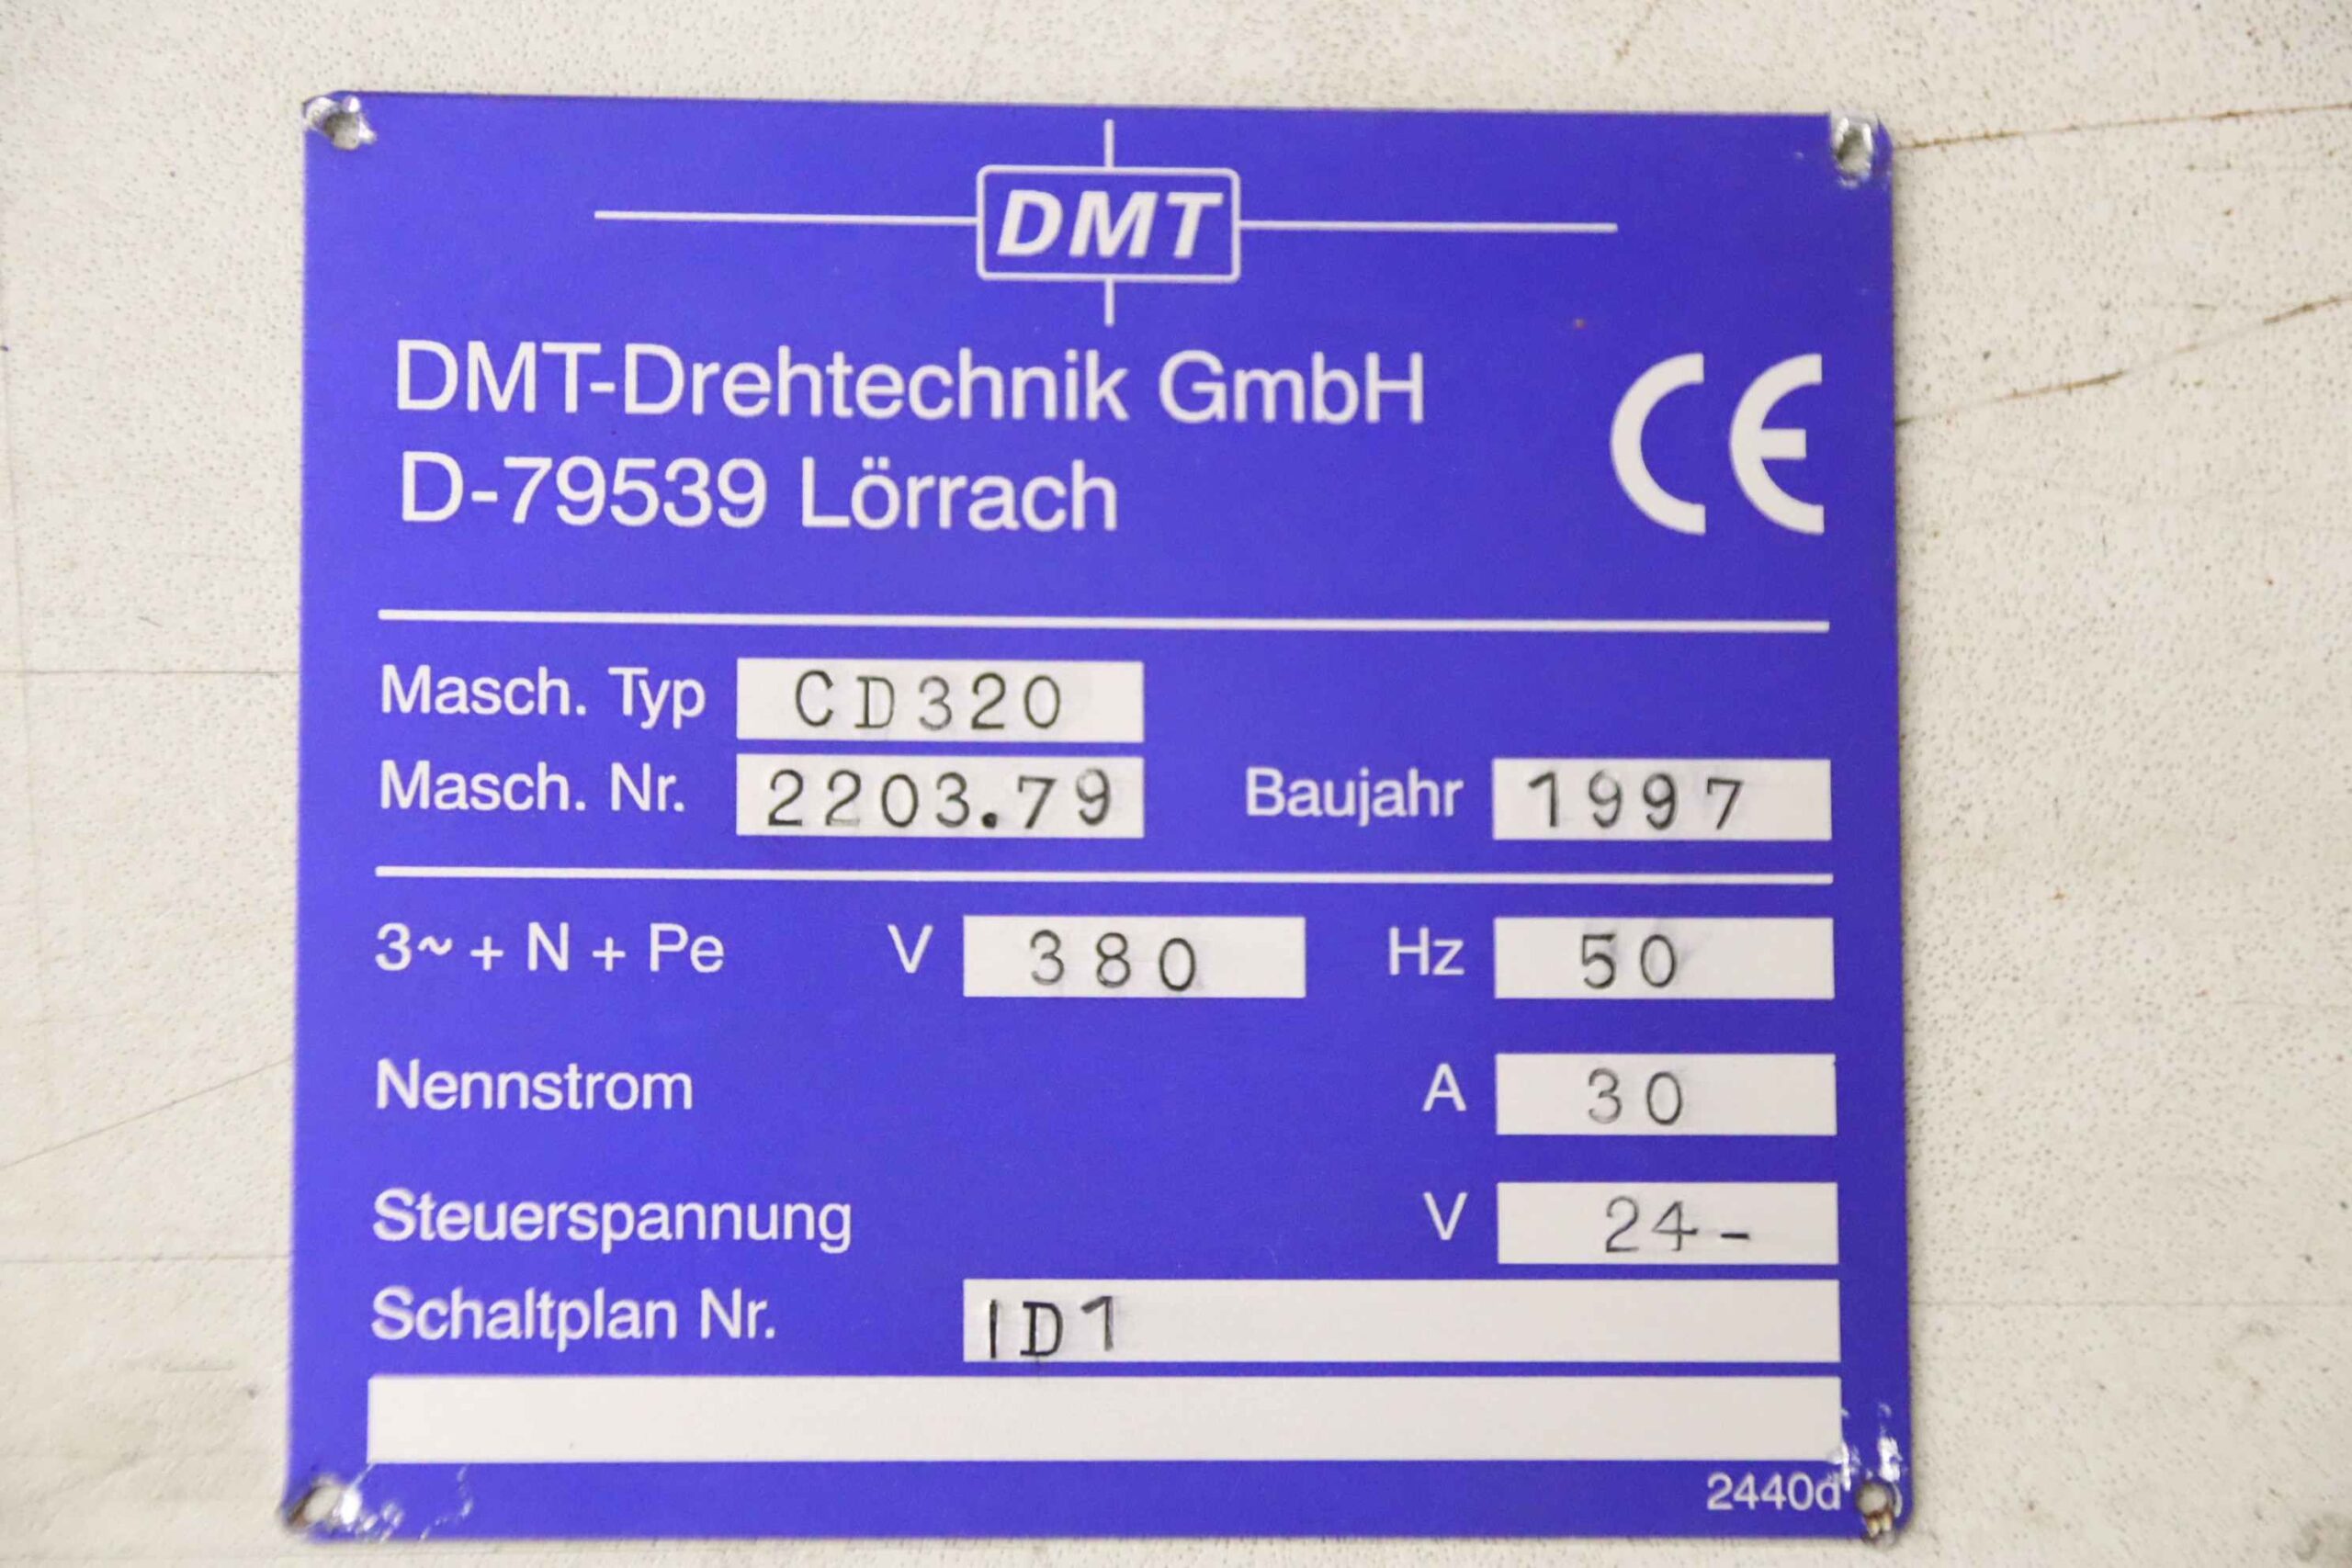 DMT
DMT-Drehtechnik GmbH
D-79539 Lörrach
CE
Masch. Typ CD320
Masch. Nr. 2203.79 Baujahr 1997
3~ + N + Pe V 380 Hz 50
Nennstrom A 30
Steuerspannung V 24-
Schaltplan Nr. ID1
2440d